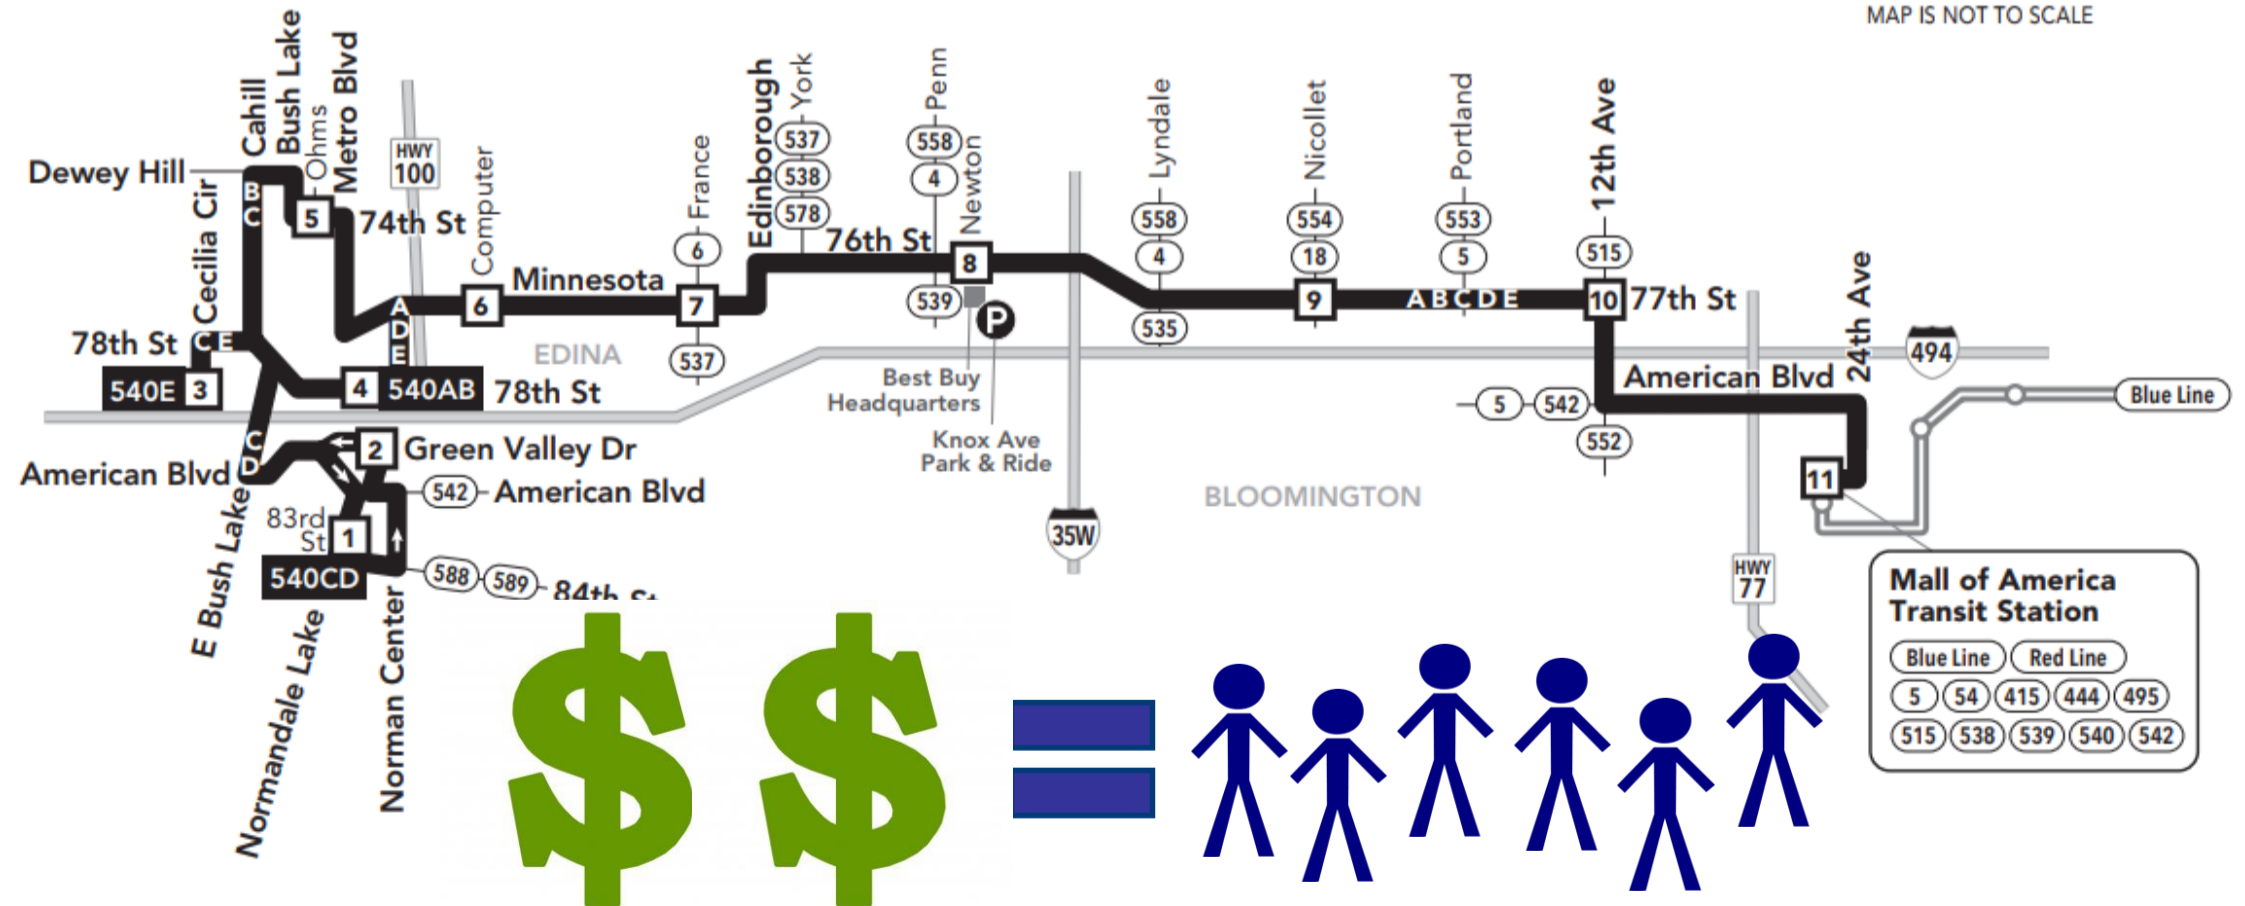 MAP IS NOT TO SCALE
Cahill
Bush Lake
Ohms
Metro Blvd
Dewey Hill
Cecilia Cir
B
C
5
74th St
HWY
100
Computer
Minnesota
6
France
6
7
537
Edinborough
York
537
538
578
76th St
Penn
558
4
539
Newton
8
P
Best Buy
Headquarters
Knox Ave
Park & Ride
Lyndale
558
4
535
Nicollet
554
18
9
Portland
553
5
A B C D E
12th Ave
515
10
77th St
24th Ave
494
American Blvd
5
542
552
Blue Line
11
78th St
C E
540E
3
A
D
E
4
540AB
78th St
EDINA
C
D
2
Green Valley Dr
American Blvd
542
American Blvd
83rd
St
1
540CD
588
589
84th St
E Bush Lake
Normandale Lake
Norman Center
35W
BLOOMINGTON
HWY
77
Mall of America
Transit Station
Blue Line
Red Line
5
54
415
444
495
515
538
539
540
542
$ $ =